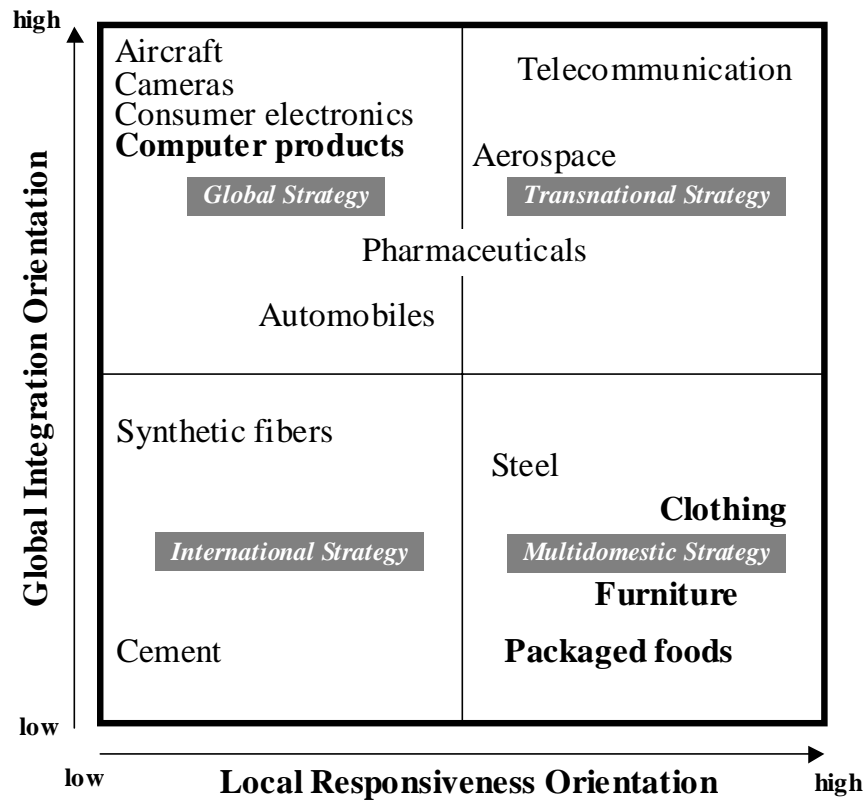 high
Aircraft
Cameras
Consumer electronics
Computer products
Global Strategy
Telecommunication
Aerospace
Transnational Strategy
Pharmaceuticals
Automobiles
Global Integration Orientation
Synthetic fibers
International Strategy
Cement
Steel
Clothing
Multidomestic Strategy
Furniture
Packaged foods
low
low
Local Responsiveness Orientation
high